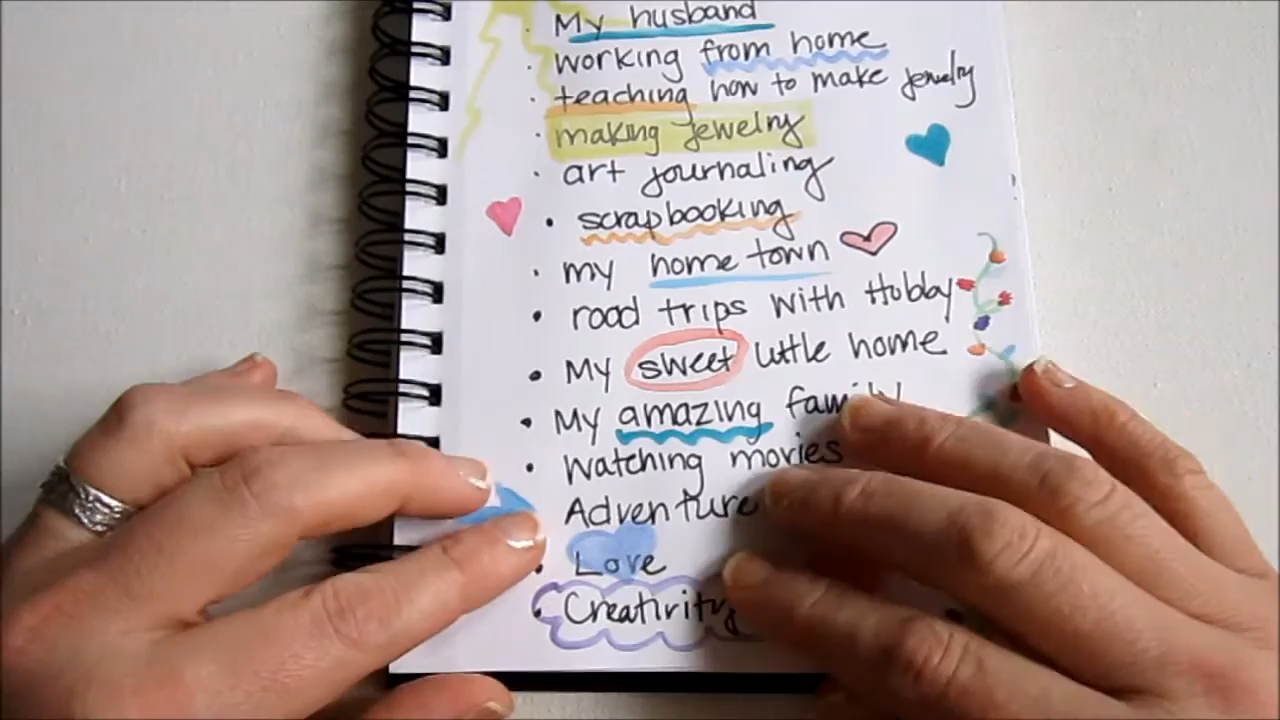 · My husband
· working from home
· teaching how to make jewelry
· making jewelry
· art journaling
• scrapbooking
· my home town
• road trips with Hubby
• My sweet little home
• My amazing family
• Watching movies
Adventure
• Love
• Creativity